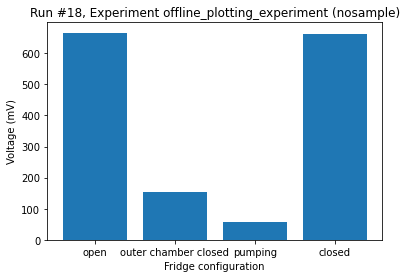 Run #18, Experiment offline_plotting_experiment (nosample)
Voltage (mV)
600
500
400
300
200
100
0
open outer chamber closed pumping closed
Fridge configuration